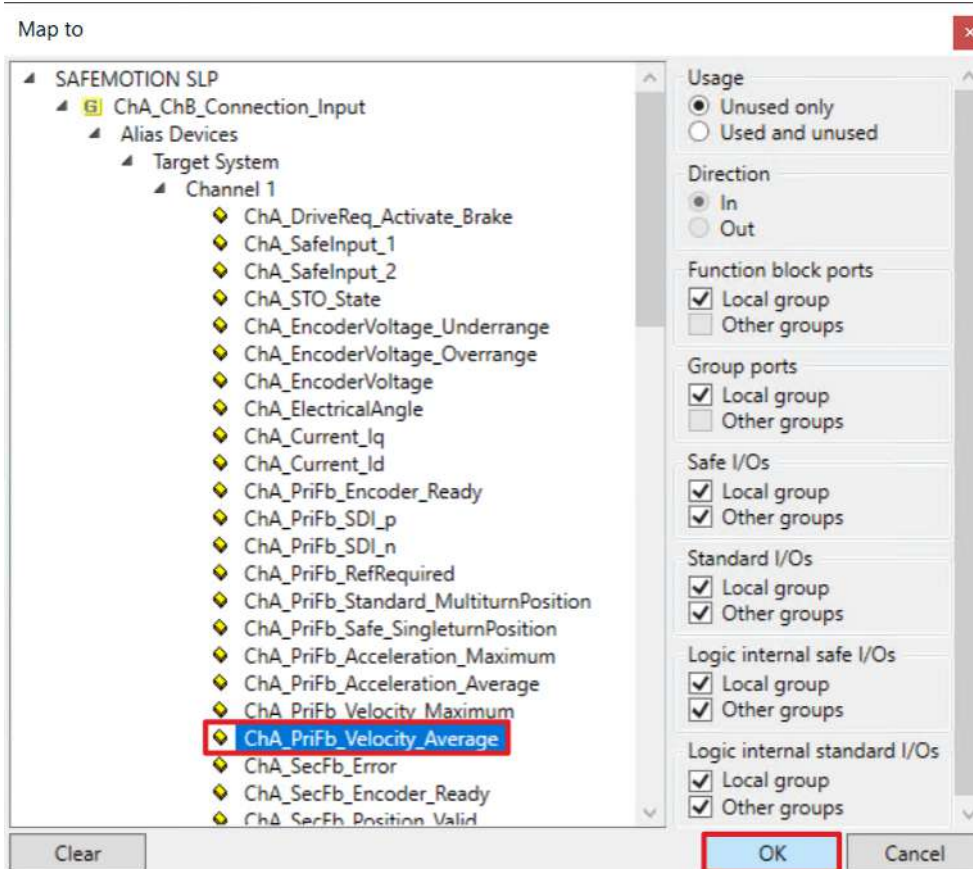 Map to
SAFEMOTION SLP
G ChA_ChB_Connection_Input
Alias Devices
Target System
Channel 1
ChA_DriveReq_Activate_Brake
ChA_SafeInput_1
ChA_SafeInput_2
ChA_STO_State
ChA_EncoderVoltage_Underrange
ChA_EncoderVoltage_Overrange
ChA_EncoderVoltage
ChA_ElectricalAngle
ChA_Current_Iq
ChA_Current_Id
ChA_PriFb_Encoder_Ready
ChA_PriFb_SDI_p
ChA_PriFb_SDI_n
ChA_PriFb_RefRequired
ChA_PriFb_Standard_MultiturnPosition
ChA_PriFb_Safe_SingleturnPosition
ChA_PriFb_Acceleration_Maximum
ChA_PriFb_Acceleration_Average
ChA_PriFb_Velocity_Maximum
ChA_PriFb_Velocity_Average
ChA_SecFb_Error
ChA_SecFb_Encoder_Ready
ChA_SecFb_Position_Valid
Usage
Unused only
Used and unused
Direction
In
Out
Function block ports
Local group
Other groups
Group ports
Local group
Other groups
Safe I/Os
Local group
Other groups
Standard I/Os
Local group
Other groups
Logic internal safe I/Os
Local group
Other groups
Logic internal standard I/Os
Local group
Other groups
Clear
OK
Cancel